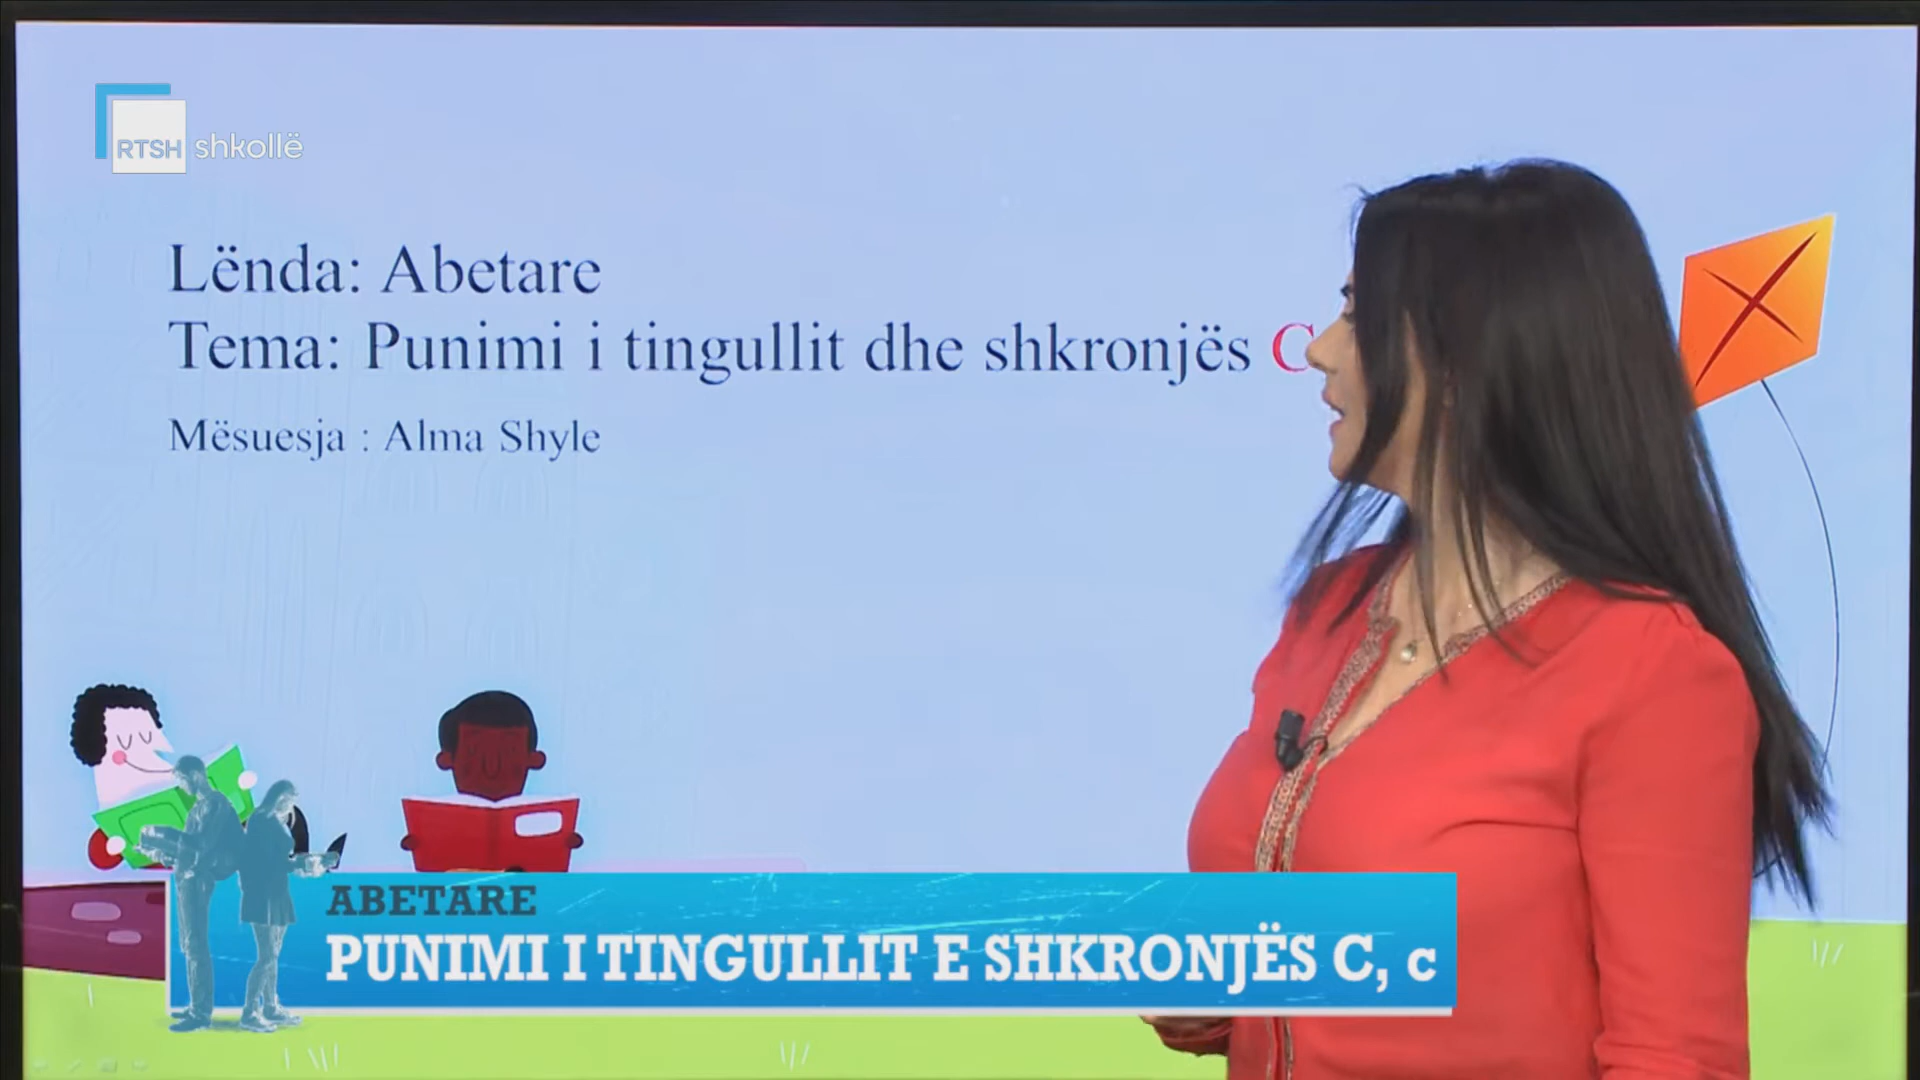 RTSH shkollë
Lënda: Abetare
Tema: Punimi i tingullit dhe shkronjës C
Mësuesja : Alma Shyle
ABETARE
PUNIMI I TINGULLIT E SHKRONJËS C, c